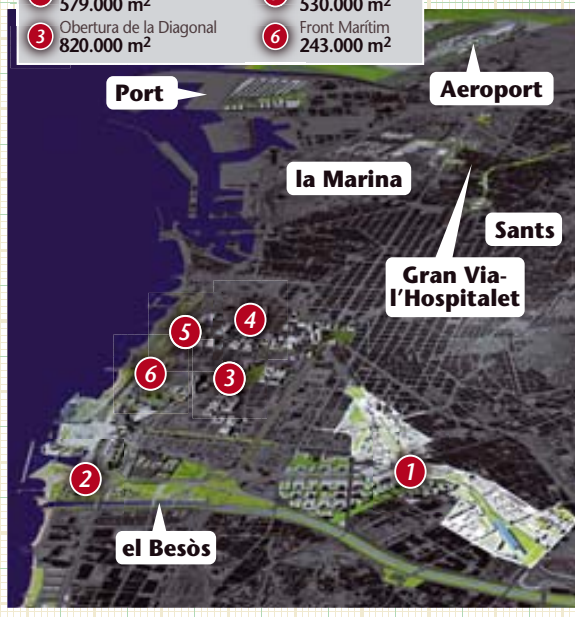 579.000 m²
530.000 m²
3 Obertura de la Diagonal
820.000 m²
6 Front Marítim
243.000 m²
Port
Aeroport
la Marina
Sants
Gran Via-
l'Hospitalet
4
5
6
3
1
2
el Besòs